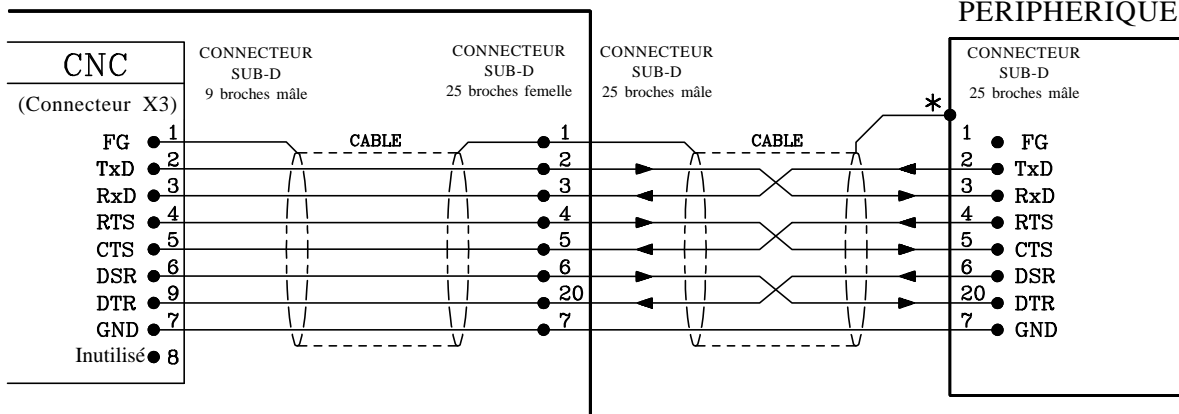 PERIPHERIQUE
CNC
(Connecteur X3)
CONNECTEUR
SUB-D
9 broches mâle
CONNECTEUR
SUB-D
25 broches femelle
CONNECTEUR
SUB-D
25 broches mâle
CONNECTEUR
SUB-D
25 broches mâle
*
FG 1 CABLE 1 CABLE 1 FG
TxD 2 2 2 TxD
RxD 3 3 3 RxD
RTS 4 4 4 RTS
CTS 5 5 5 CTS
DSR 6 6 6 DSR
DTR 9 20 20 DTR
GND 7 7 7 GND
Inutilisé 8